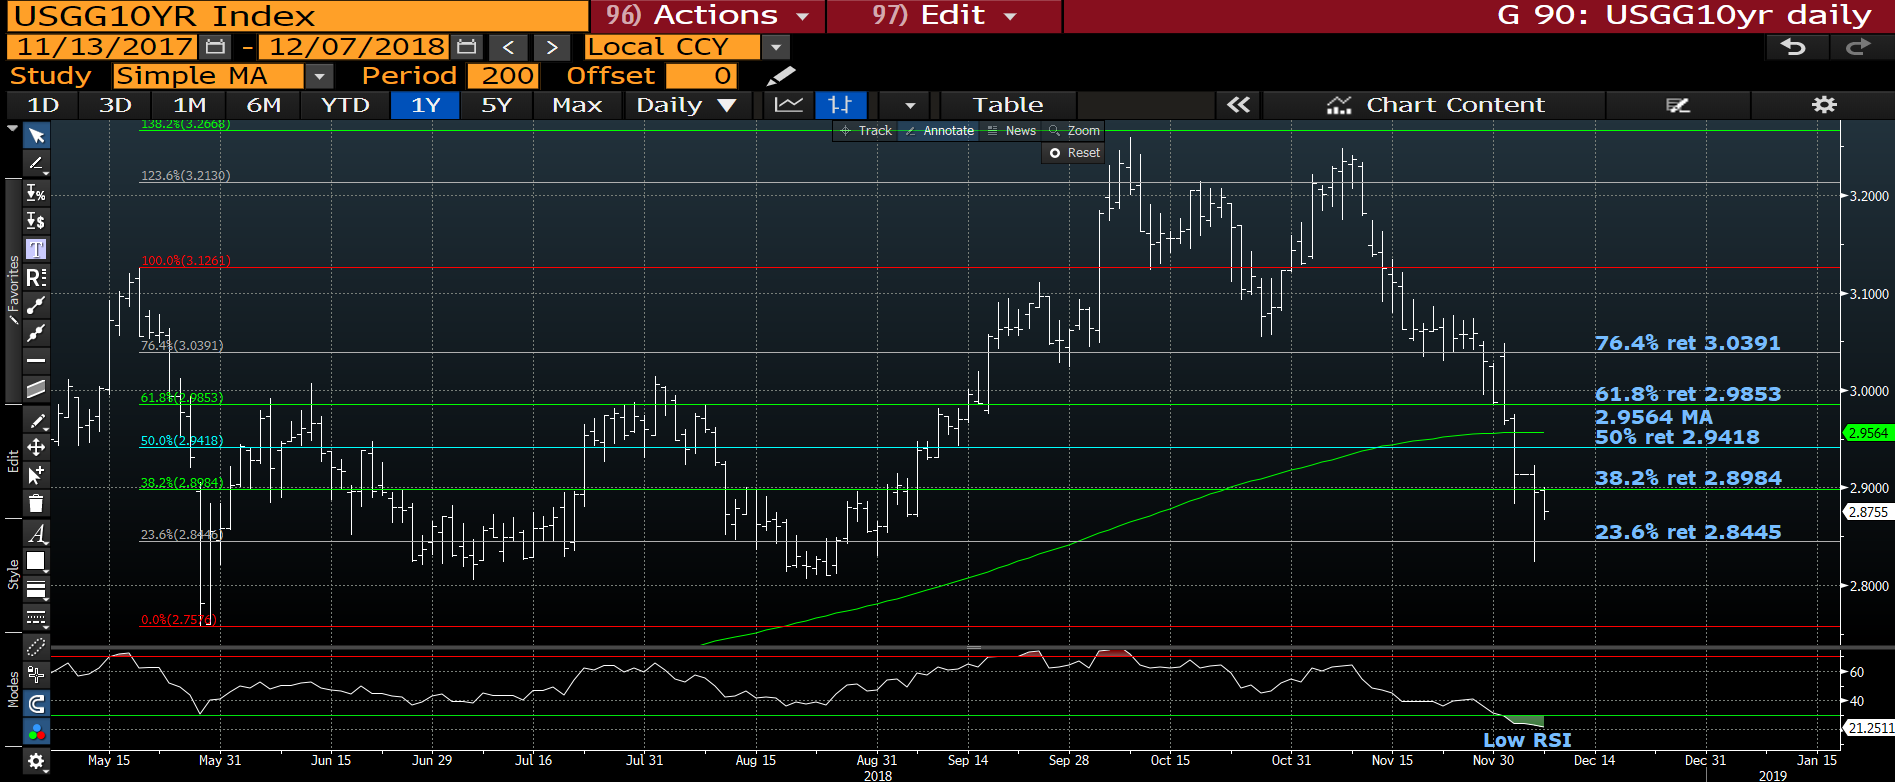 USGG10YR Index 96) Actions 97) Edit G 90: USGG10yr daily
11/13/2017 - 12/07/2018 < > Local CCY
Study Simple MA Period 200 Offset 0
1D 3D 1M 6M YTD 1Y 5Y Max Daily Table « Chart Content
Track Annotate News Zoom
Reset
Favorites
Edit
Style
Modes
138.2%(3.2668)
123.6%(3.2130)
100.0%(3.1261)
76.4%(3.0391)
61.8%(2.9853)
50.0%(2.9418)
38.2%(2.8984)
23.6%(2.8446)
0.0%(2.7576)
76.4% ret 3.0391
61.8% ret 2.9853
2.9564 MA
50% ret 2.9418
38.2% ret 2.8984
23.6% ret 2.8445
Low RSI
3.2000
3.1000
3.0000
2.9564
2.9000
2.8755
2.8000
60
40
21.2511
May 15 May 31 Jun 15 Jun 29 Jul 16 Jul 31 Aug 15 Aug 31 Sep 14 Sep 28 Oct 15 Oct 31 Nov 15 Nov 30 Dec 14 Dec 31 Jan 15
2018 2019